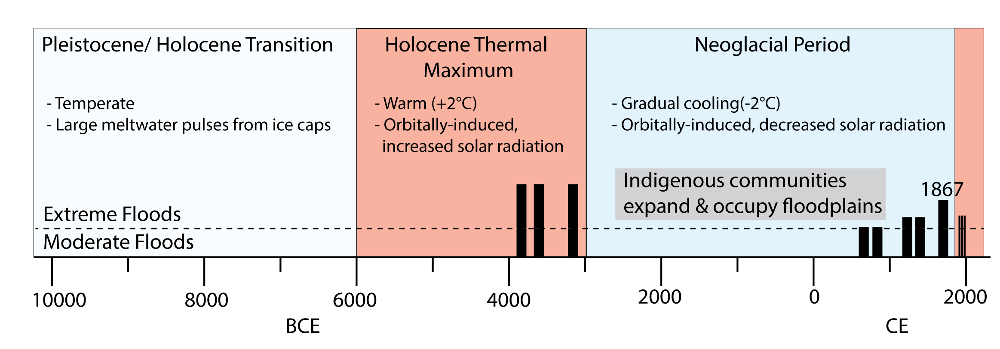 Pleistocene/ Holocene Transition
- Temperate
- Large meltwater pulses from ice caps
Holocene Thermal
Maximum
- Warm (+2°C)
- Orbitally-induced,
increased solar radiation
Neoglacial Period
- Gradual cooling(-2°C)
- Orbitally-induced, decreased solar radiation
Indigenous communities
expand & occupy floodplains
1867
Extreme Floods
Moderate Floods
10000 8000 6000 4000 2000 0 2000
BCE CE